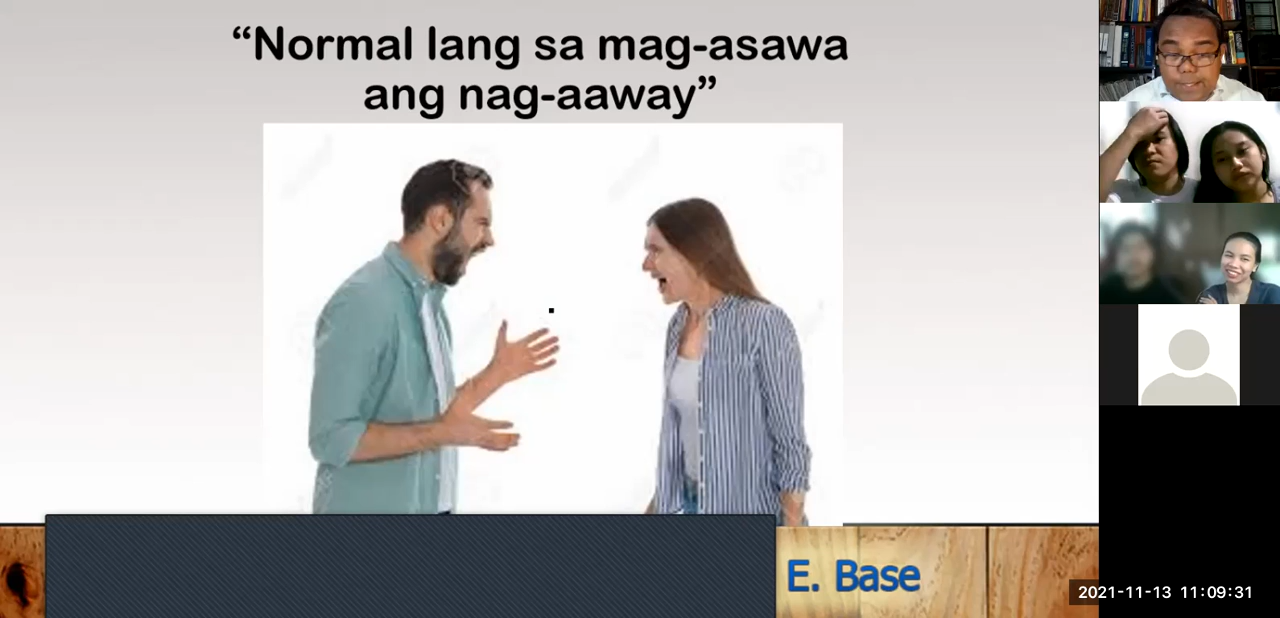 “Normal lang sa mag-asawa
ang nag-aaway”
E. Base
2021-11-13 11:09:31